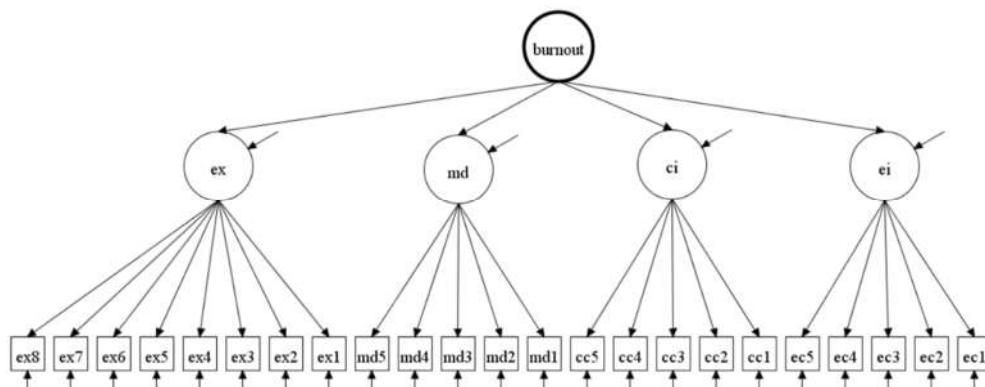 burnout
ex md ci ei
ex8 ex7 ex6 ex5 ex4 ex3 ex2 ex1 md5 md4 md3 md2 md1 cc5 cc4 cc3 cc2 cc1 ec5 ec4 ec3 ec2 ec1